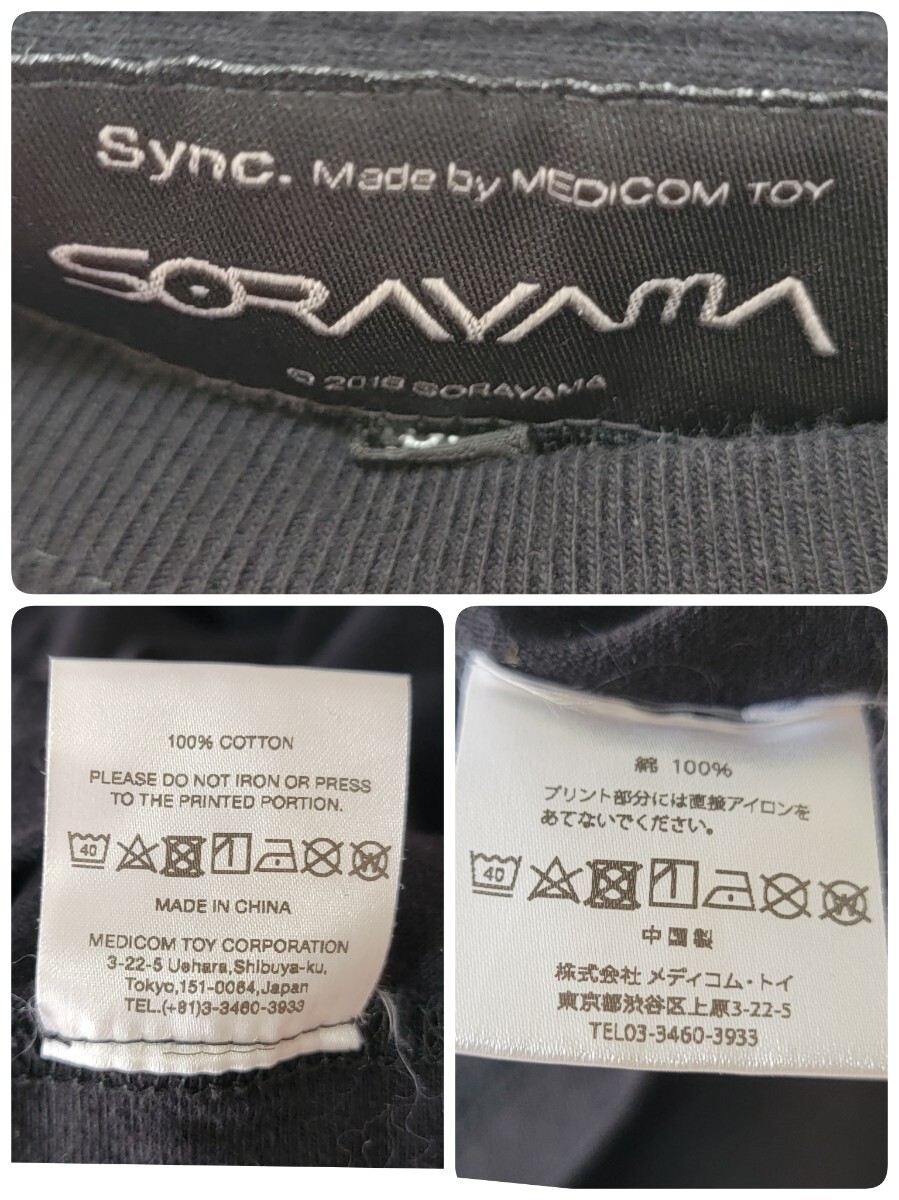 Sync. Made by MEDICOM TOY
SORAYAMA
© 2018 SORAYAMA
100% COTTON
PLEASE DO NOT IRON OR PRESS
TO THE PRINTED PORTION.
40
MADE IN CHINA
MEDICOM TOY CORPORATION
3-22-5 Uehara,Shibuya-ku,
Tokyo,151-0064,Japan
TEL.(+81)3-3460-3933
綿 100%
プリント部分には直接アイロンを
あてないでください。
40
中国製
株式会社 メディコム・トイ
東京都渋谷区上原3-22-5
TEL03-3460-3933